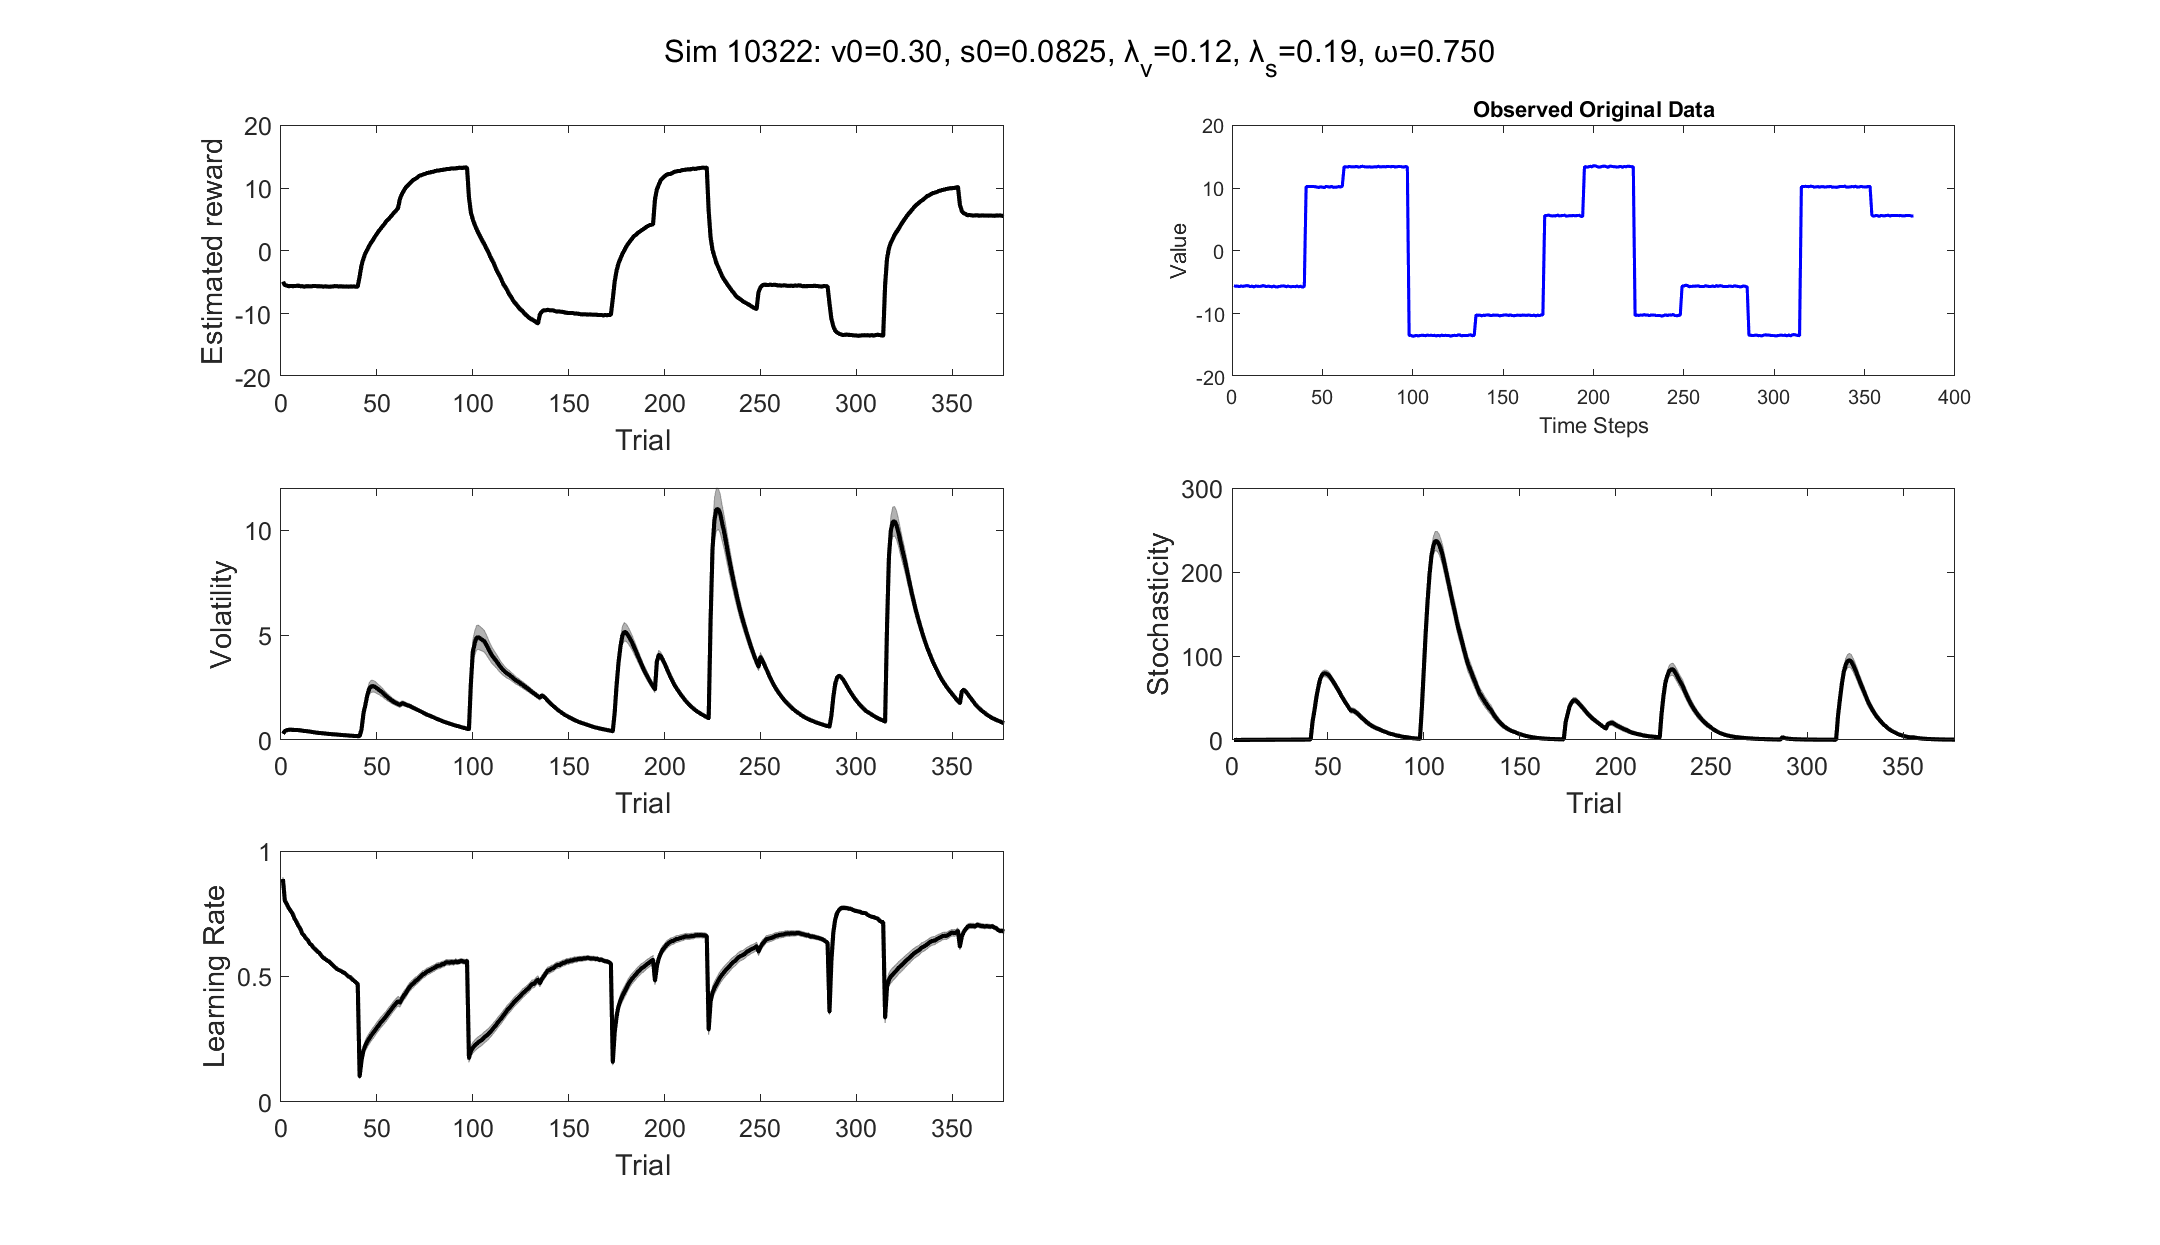 Sim 10322: v0=0.30, s0=0.0825, λv=0.12, λs=0.19, ω=0.750
20
10
0
-10
-20
Estimated reward
0 50 100 150 200 250 300 350
Trial
Observed Original Data
20
10
0
-10
-20
Value
0 50 100 150 200 250 300 350 400
Time Steps
10
5
0
Volatility
0 50 100 150 200 250 300 350
Trial
300
200
100
0
Stochasticity
0 50 100 150 200 250 300 350
Trial
1
0.5
0
Learning Rate
0 50 100 150 200 250 300 350
Trial